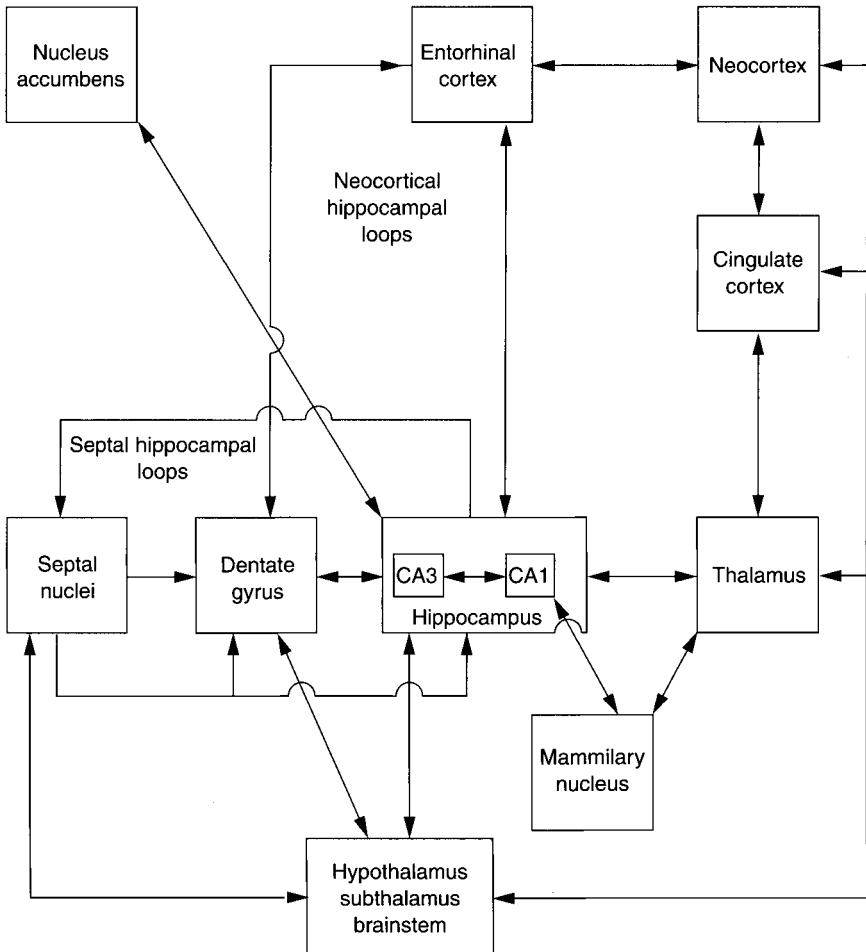 Nucleus
accumbens
Entorhinal
cortex
Neocortex
Neocortical
hippocampal
loops
Cingulate
cortex
Septal hippocampal
loops
Septal
nuclei
Dentate
gyrus
CA3
CA1
Hippocampus
Thalamus
Mammilary
nucleus
Hypothalamus
subthalamus
brainstem